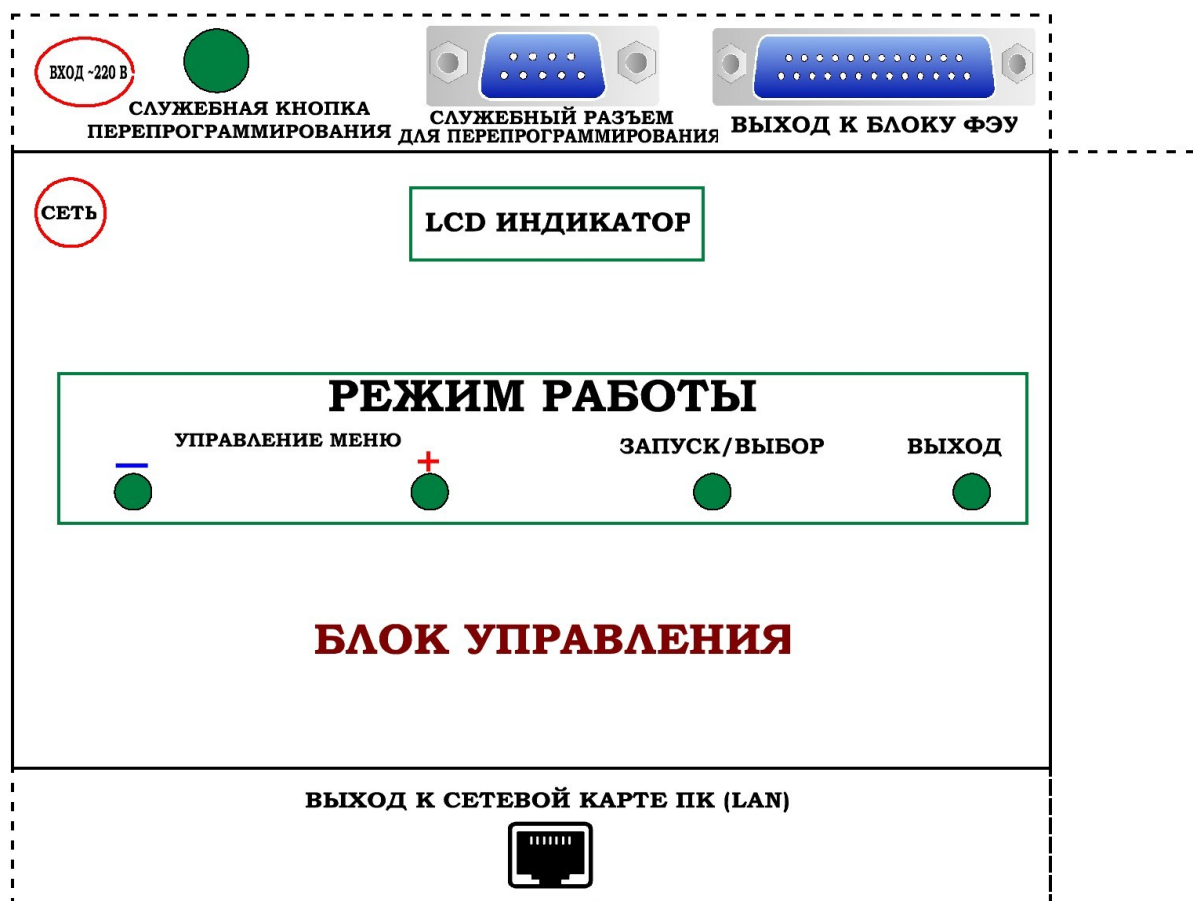 ВХОД ~220 В
СЛУЖЕБНАЯ КНОПКА
ПЕРЕПРОГРАММИРОВАНИЯ
СЛУЖЕБНЫЙ РАЗЪЕМ
ДЛЯ ПЕРЕПРОГРАММИРОВАНИЯ
ВЫХОД К БЛОКУ ФЭУ
СЕТЬ
LCD ИНДИКАТОР
РЕЖИМ РАБОТЫ
УПРАВЛЕНИЕ МЕНЮ
— +
ЗАПУСК/ВЫБОР
ВЫХОД
БЛОК УПРАВЛЕНИЯ
ВЫХОД К СЕТЕВОЙ КАРТЕ ПК (LAN)